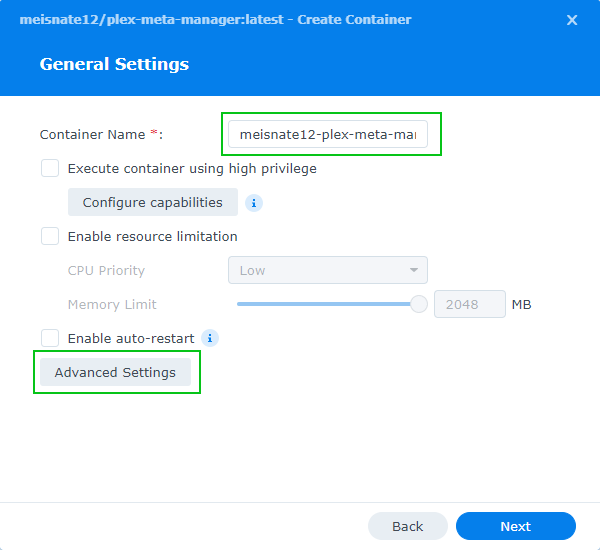 meisnate12/plex-meta-manager:latest - Create Container
General Settings
Container Name *: meisnate12-plex-meta-mar
Execute container using high privilege
Configure capabilities i
Enable resource limitation
CPU Priority Low
Memory Limit 2048 MB
Enable auto-restart i
Advanced Settings
Back Next